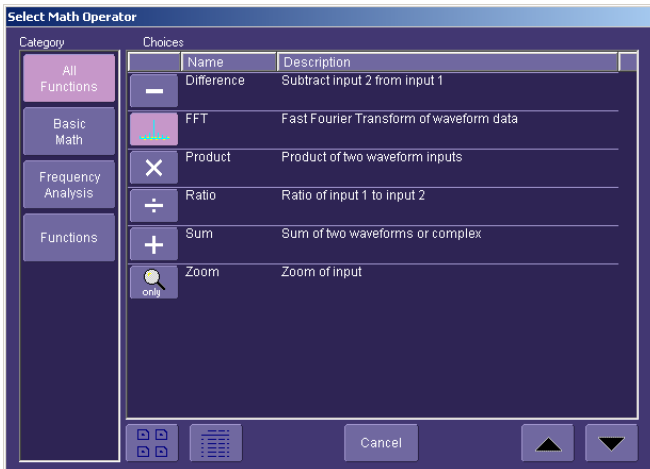 Select Math Operator
Category
Choices
All
Functions
Basic
Math
Frequency
Analysis
Functions
Name Description
Difference Subtract input 2 from input 1
FFT Fast Fourier Transform of waveform data
Product Product of two waveform inputs
Ratio Ratio of input 1 to input 2
Sum Sum of two waveforms or complex
Zoom Zoom of input
only
Cancel